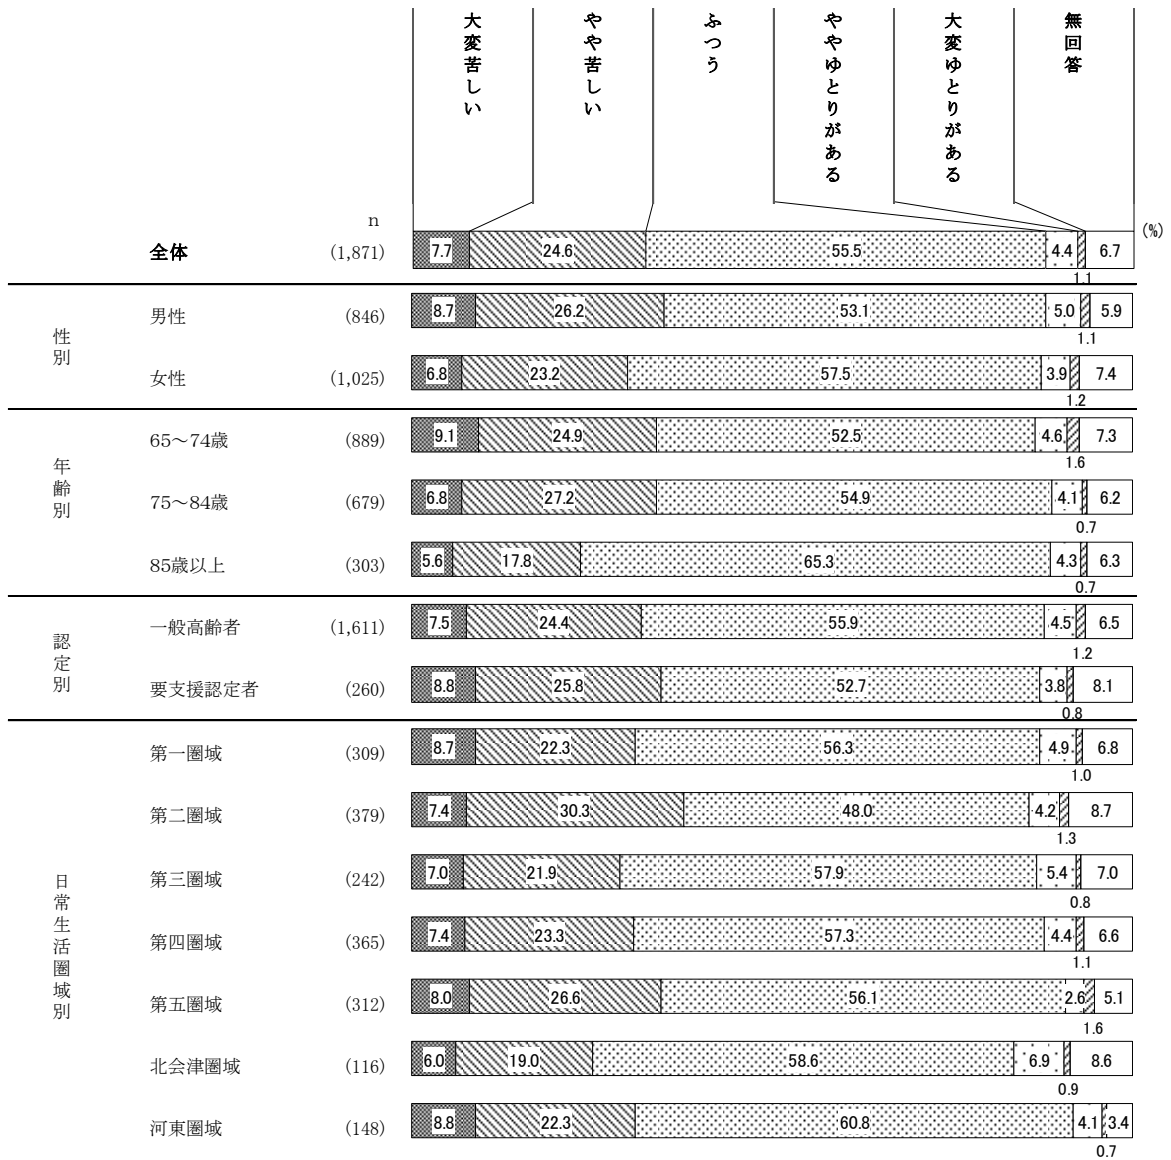 大変苦しい
やや苦しい
ふつう
ややゆとりがある
大変ゆとりがある
無回答
n
(%)
全体 (1,871) 7.7 24.6 55.5 4.4 6.7
1.1
性別
男性 (846) 8.7 26.2 53.1 5.0 5.9
1.1
女性 (1,025) 6.8 23.2 57.5 3.9 7.4
1.2
年齢別
65～74歳 (889) 9.1 24.9 52.5 4.6 7.3
1.6
75～84歳 (679) 6.8 27.2 54.9 4.1 6.2
0.7
85歳以上 (303) 5.6 17.8 65.3 4.3 6.3
0.7
認定別
一般高齢者 (1,611) 7.5 24.4 55.9 4.5 6.5
1.2
要支援認定者 (260) 8.8 25.8 52.7 3.8 8.1
0.8
日常生活圏域別
第一圏域 (309) 8.7 22.3 56.3 4.9 6.8
1.0
第二圏域 (379) 7.4 30.3 48.0 4.2 8.7
1.3
第三圏域 (242) 7.0 21.9 57.9 5.4 7.0
0.8
第四圏域 (365) 7.4 23.3 57.3 4.4 6.6
1.1
第五圏域 (312) 8.0 26.6 56.1 2.6 5.1
1.6
北会津圏域 (116) 6.0 19.0 58.6 6.9 8.6
0.9
河東圏域 (148) 8.8 22.3 60.8 4.1 3.4
0.7